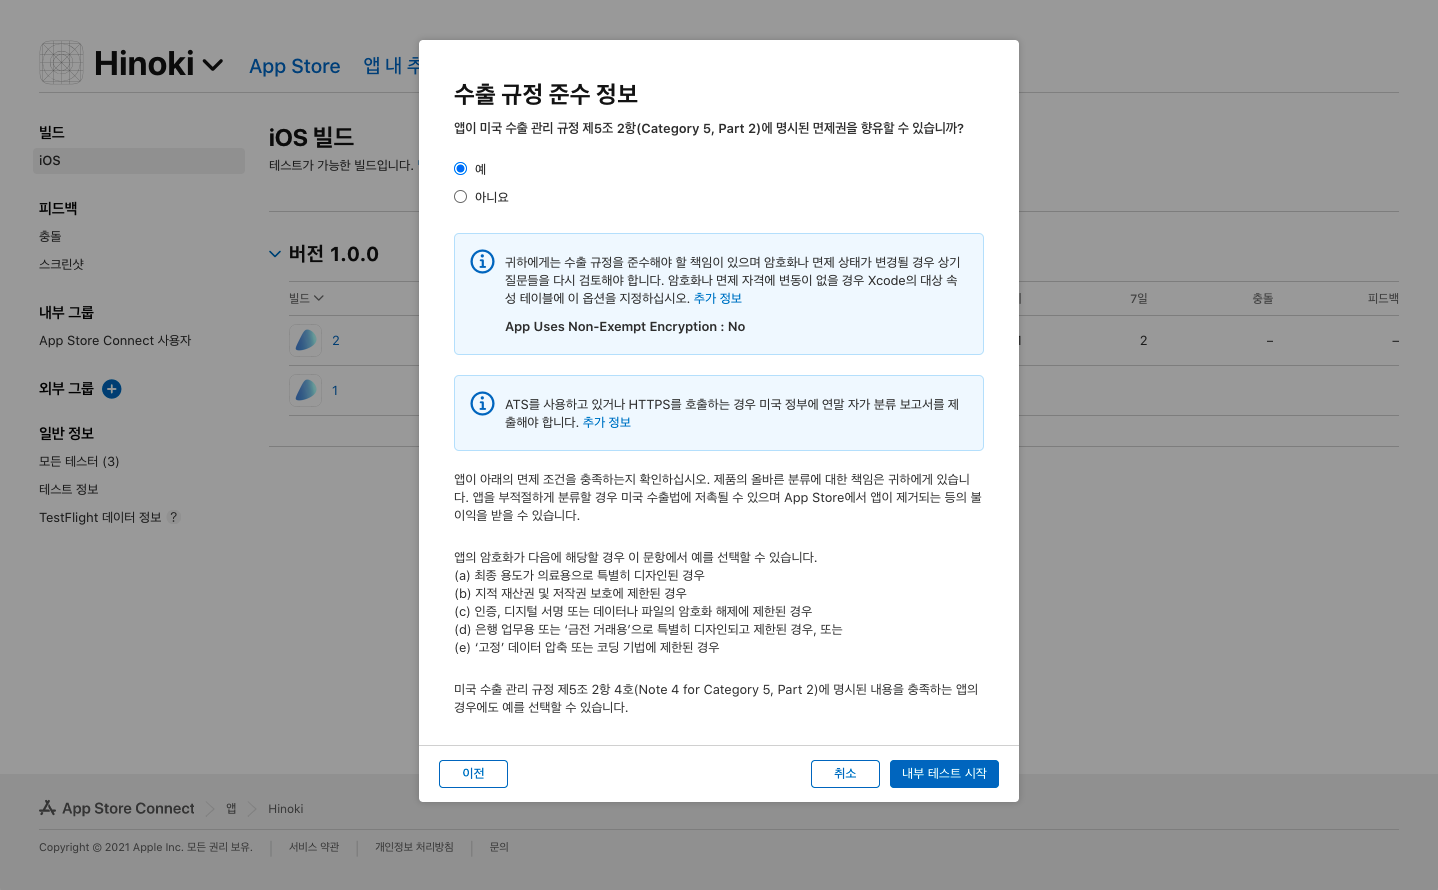 Hinoki
App Store
앱 내 추
빌드
iOS
피드백
충돌
스크린샷
내부 그룹
App Store Connect 사용자
외부 그룹
일반 정보
모든 테스터 (3)
테스트 정보
TestFlight 데이터 정보 ?
iOS 빌드
테스트가 가능한 빌드입니다.
버전 1.0.0
빌드
7일
충돌
피드백
2
2
–
–
1
수출 규정 준수 정보
앱이 미국 수출 관리 규정 제5조 2항(Category 5, Part 2)에 명시된 면제권을 향유할 수 있습니까?
예
아니요
귀하에게는 수출 규정을 준수해야 할 책임이 있으며 암호화나 면제 상태가 변경될 경우 상기
질문들을 다시 검토해야 합니다. 암호화나 면제 자격에 변동이 없을 경우 Xcode의 대상 속
성 테이블에 이 옵션을 지정하십시오. 추가 정보
App Uses Non-Exempt Encryption : No
ATS를 사용하고 있거나 HTTPS를 호출하는 경우 미국 정부에 연말 자가 분류 보고서를 제
출해야 합니다. 추가 정보
앱이 아래의 면제 조건을 충족하는지 확인하십시오. 제품의 올바른 분류에 대한 책임은 귀하에게 있습니
다. 앱을 부적절하게 분류할 경우 미국 수출법에 저촉될 수 있으며 App Store에서 앱이 제거되는 등의 불
이익을 받을 수 있습니다.
앱의 암호화가 다음에 해당할 경우 이 문항에서 예를 선택할 수 있습니다.
(a) 최종 용도가 의료용으로 특별히 디자인된 경우
(b) 지적 재산권 및 저작권 보호에 제한된 경우
(c) 인증, 디지털 서명 또는 데이터나 파일의 암호화 해제에 제한된 경우
(d) 은행 업무용 또는 ‘금전 거래용’으로 특별히 디자인되고 제한된 경우, 또는
(e) ‘고정’ 데이터 압축 또는 코딩 기법에 제한된 경우
미국 수출 관리 규정 제5조 2항 4호(Note 4 for Category 5, Part 2)에 명시된 내용을 충족하는 앱의
경우에도 예를 선택할 수 있습니다.
이전
취소
내부 테스트 시작
App Store Connect
앱
Hinoki
Copyright © 2021 Apple Inc. 모든 권리 보유.
서비스 약관
개인정보 처리방침
문의